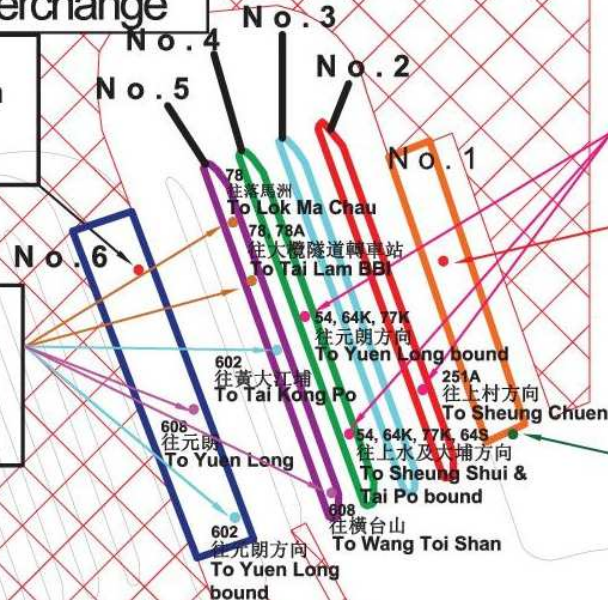 erchange
No.3
No.4
No.2
No.5
No.1
78
往落馬洲
To Lok Ma Chau
78, 78A
往大欖隧道轉車站
To Tai Lam BBI
No.6
54, 64K, 77K
往元朗方向
To Yuen Long bound
602
往黃大江埔
To Tai Kong Po
251A
往上村方向
To Sheung Chuen
608
往元朗
To Yuen Long
54, 64K, 77K, 64S
往上水及大埔方向
To Sheung Shui &
Tai Po bound
608
往橫台山
To Wang Toi Shan
602
往元朗方向
To Yuen Long
bound